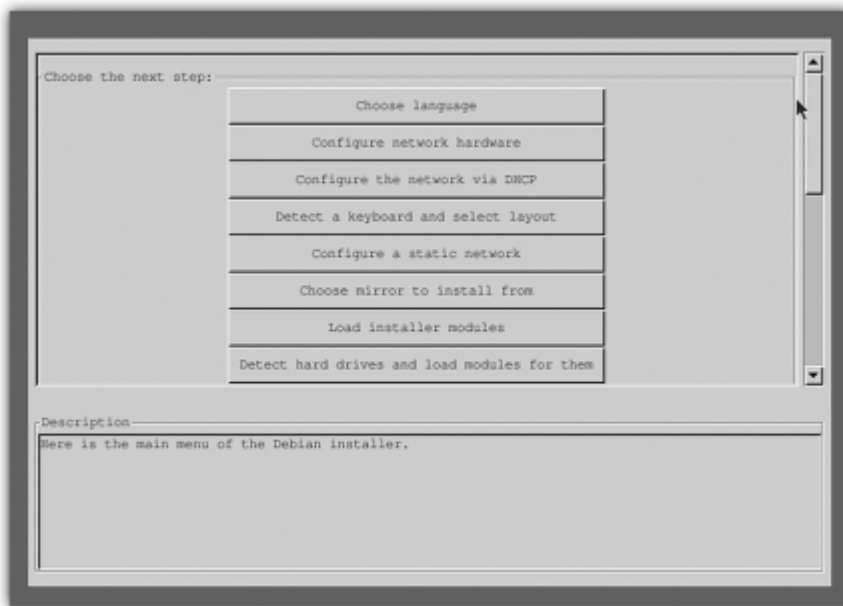 Choose the next step:
Choose language
Configure network hardware
Configure the network via DHCP
Detect a keyboard and select layout
Configure a static network
Choose mirror to install from
Load installer modules
Detect hard drives and load modules for them
Description
Here is the main menu of the Debian installer.